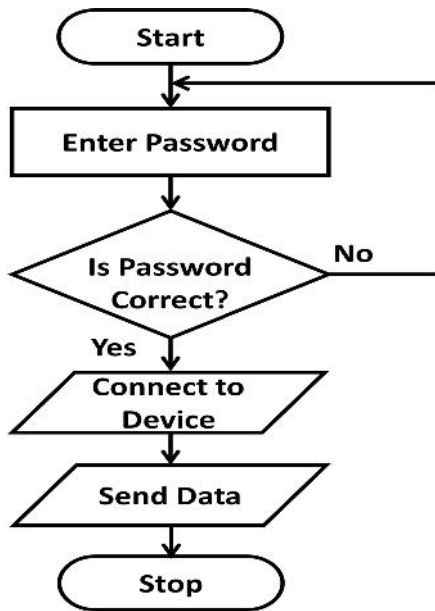 Start
Enter Password
Is Password
Correct?
No
Yes
Connect to
Device
Send Data
Stop